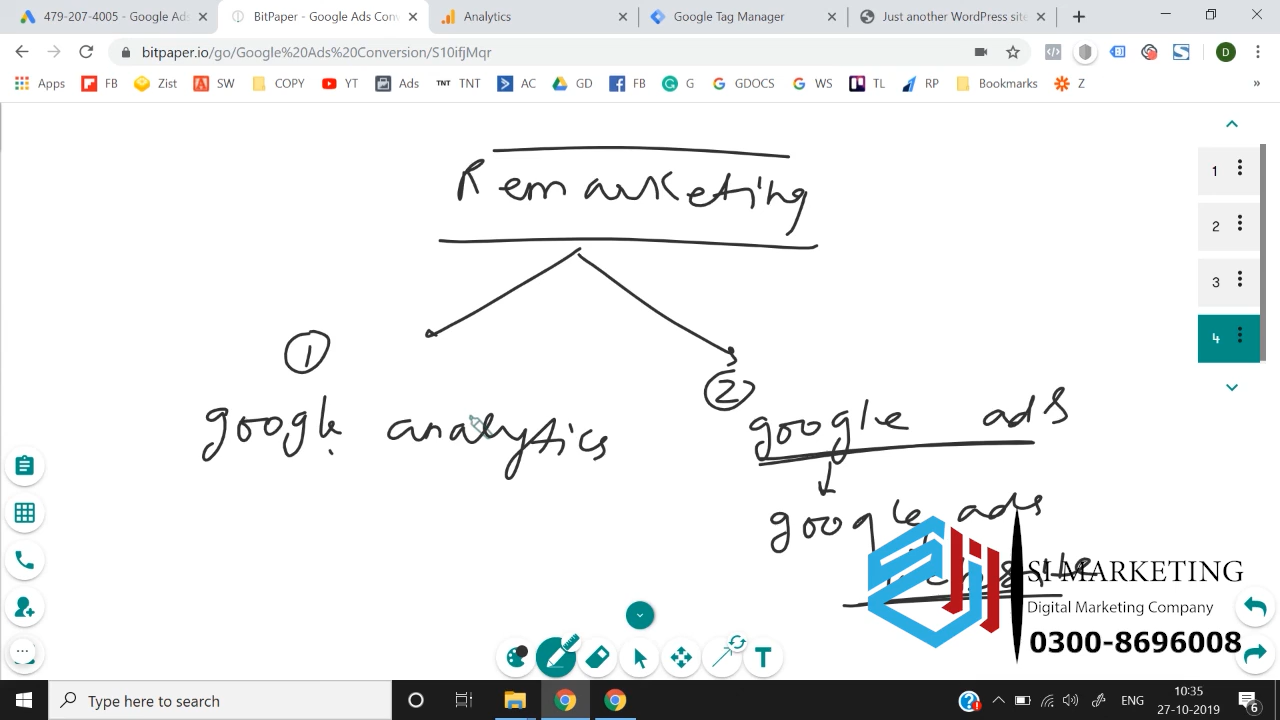 479-207-4005 - Google Ads
BitPaper - Google Ads Con
Analytics
Google Tag Manager
Just another WordPress site
bitpaper.io/go/Google%20Ads%20Conversion/S10ifjMqr
D
Apps
FB
Zist
SW
COPY
YT
Ads
TNT TNT
AC
GD
FB
G
GDOCS
WS
TL
RP
Bookmarks
Z
»
Remarketing
1
2
3
4
1
google analytics
2
google ads
google ads
SI MARKETING
Digital Marketing Company
0300-8696008
T
Type here to search
ENG
10:35
27-10-2019
6